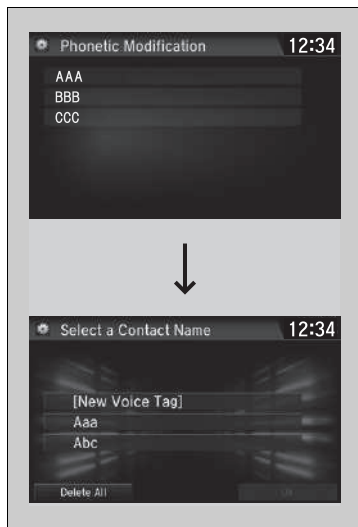 Phonetic Modification 12:34
AAA
BBB
CCC
Select a Contact Name 12:34
[New Voice Tag]
Aaa
Abc
Delete All